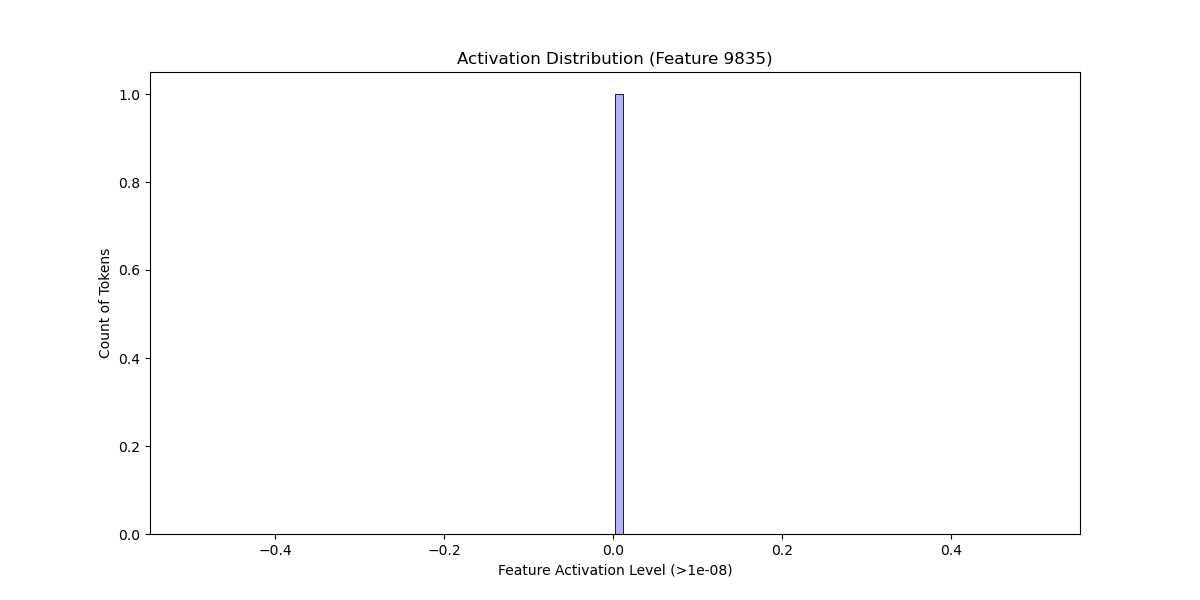 Activation Distribution (Feature 9835)
1.0
0.8
0.6
0.4
0.2
0.0
Count of Tokens
−0.4 −0.2 0.0 0.2 0.4
Feature Activation Level (>1e-08)